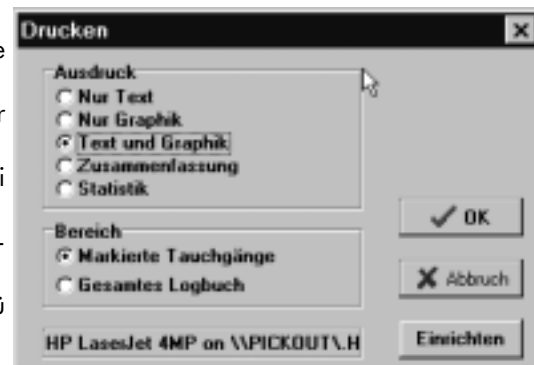 Drucken
Ausdruck
Nur Text
Nur Graphik
Text und Graphik
Zusammenfassung
Statistik
Bereich
Markierte Tauchgänge
Gesamtes Logbuch
HP LaserJet 4MP on \\PICKOUT\.H
OK
Abbruch
Einrichten
e
r
i
-
ü